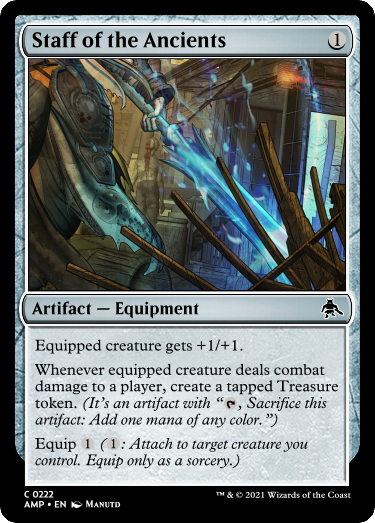 Staff of the Ancients 1
Artifact — Equipment
Equipped creature gets +1/+1.
Whenever equipped creature deals combat
damage to a player, create a tapped Treasure
token. (It's an artifact with “, Sacrifice this
artifact: Add one mana of any color.”)
Equip 1 (1: Attach to target creature you
control. Equip only as a sorcery.)
C 0222
AMP • EN Manutd
™ & © 2021 Wizards of the Coast